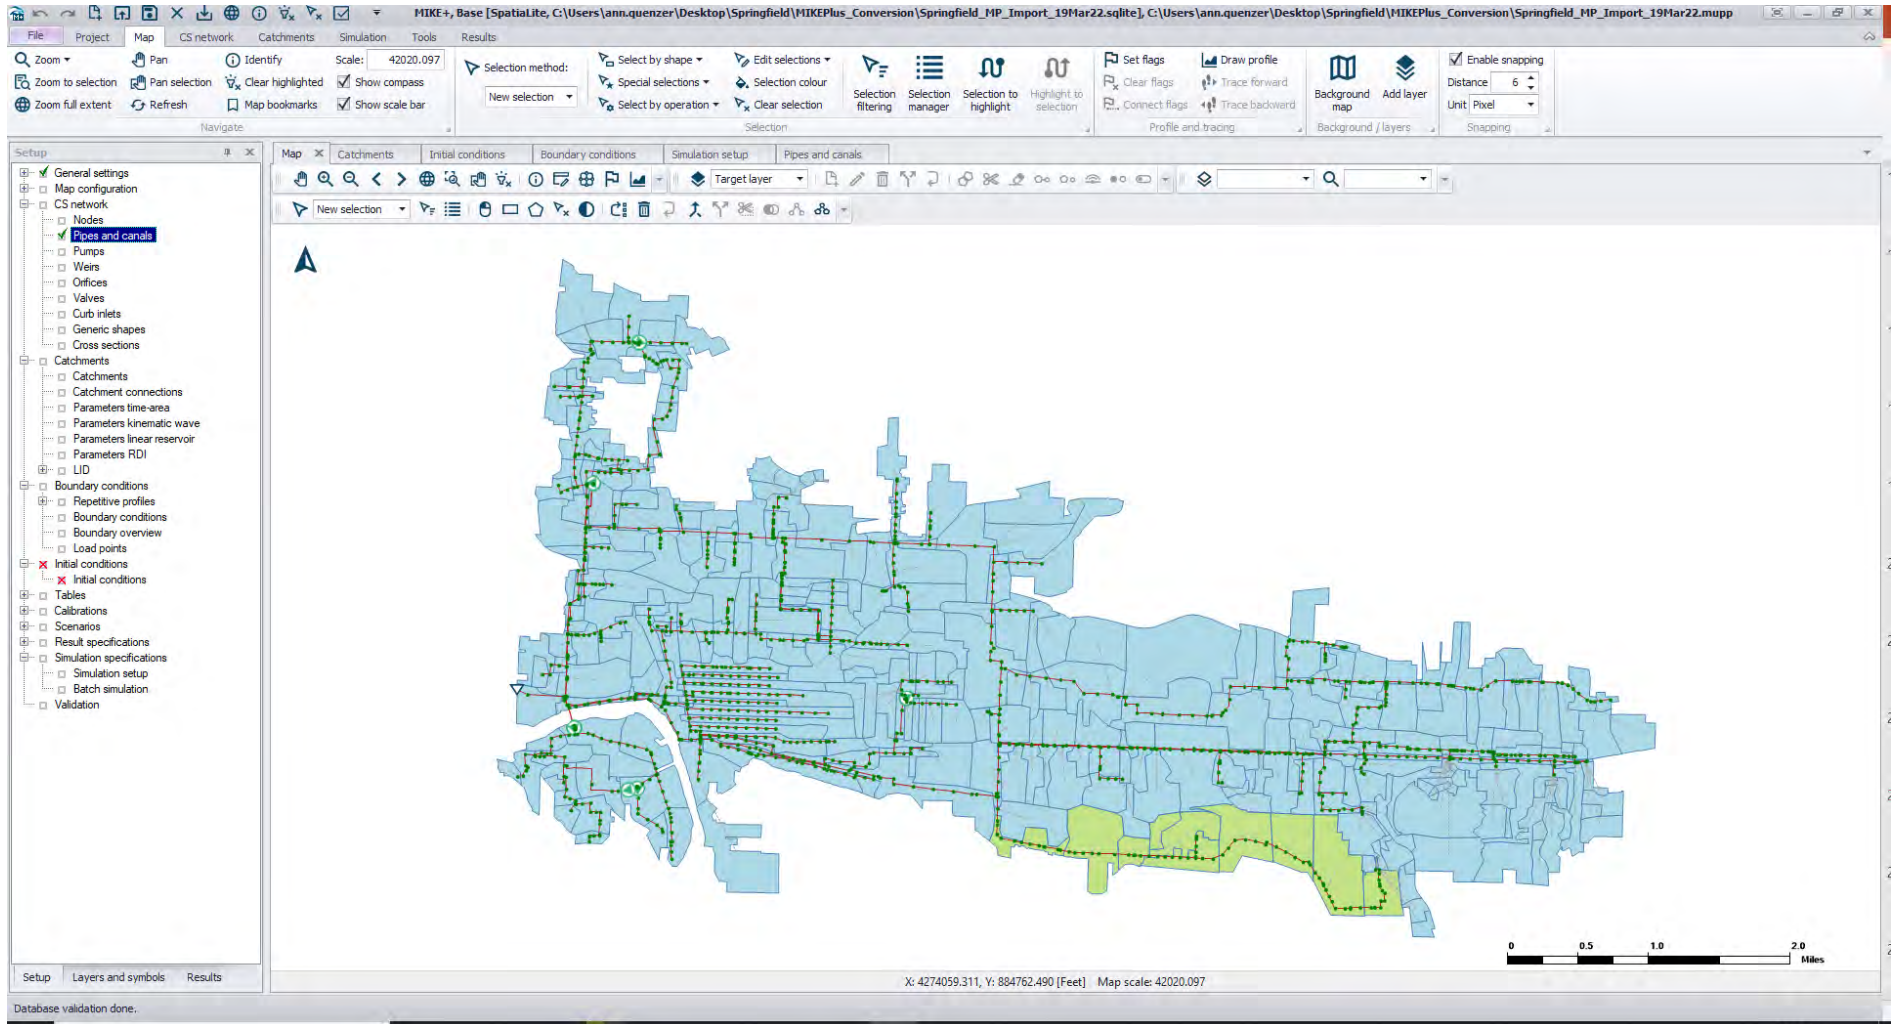 MIKE+, Base [SpatiaLite, C:\Users\ann.quenzer\Desktop\Springfield\MIKEPlus_Conversion\Springfield_MP_Import_19Mar22.sqlite], C:\Users\ann.quenzer\Desktop\Springfield\MIKEPlus_Conversion\Springfield_MP_Import_19Mar22.mupp
File Project Map CS network Catchments Simulation Tools Results
Zoom Pan Identify Scale: 42020.097
Zoom to selection Pan selection Clear highlighted Show compass
Zoom full extent Refresh Map bookmarks Show scale bar
Navigate
Selection method:
New selection
Select by shape Edit selections
Special selections Selection colour
Select by operation Clear selection
Selection filtering
Selection manager
Selection to highlight
Highlight to selection
Selection
Set flags Draw profile
Clear flags Trace forward
Connect flags Trace backward
Profile and tracing
Background map
Add layer
Background / layers
Enable snapping
Distance 6
Unit Pixel
Snapping
Setup
General settings
Map configuration
CS network
Nodes
Pipes and canals
Pumps
Weirs
Orifices
Valves
Curb inlets
Generic shapes
Cross sections
Catchments
Catchments
Catchment connections
Parameters time-area
Parameters kinematic wave
Parameters linear reservoir
Parameters RDI
LID
Boundary conditions
Repetitive profiles
Boundary conditions
Boundary overview
Load points
Initial conditions
Initial conditions
Tables
Calibrations
Scenarios
Result specifications
Simulation specifications
Simulation setup
Batch simulation
Validation
Setup Layers and symbols Results
Map Catchments Initial conditions Boundary conditions Simulation setup Pipes and canals
Target layer
New selection
0 0.5 1.0 2.0
Miles
X: 4274059.311, Y: 884762.490 [Feet] Map scale: 42020.097
Database validation done.